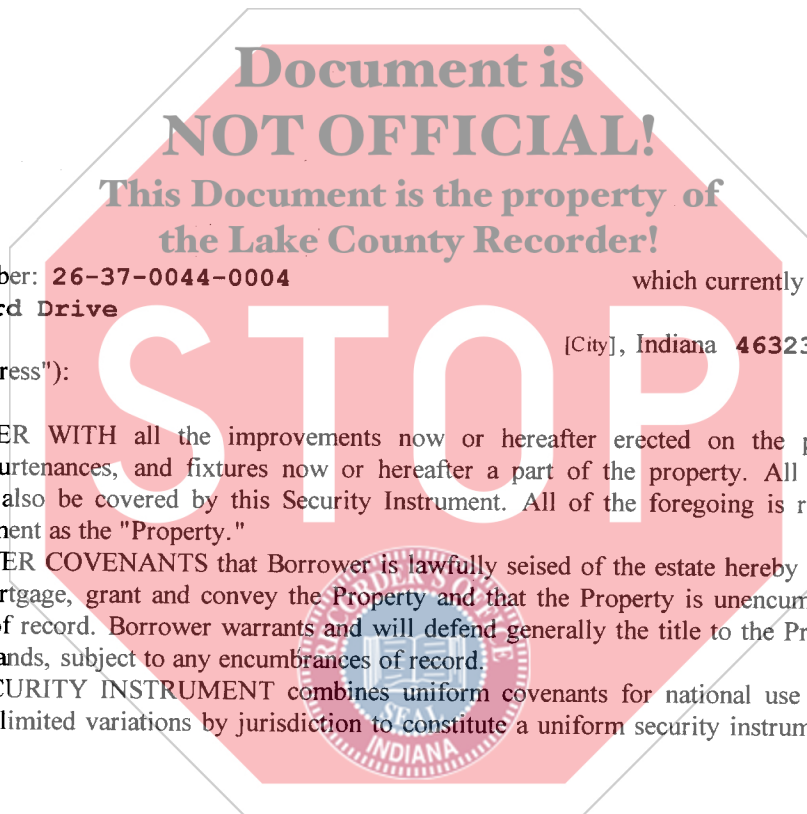 Document is
NOT OFFICIAL!
This Document is the property of
the Lake County Recorder!
ber: 26-37-0044-0004 which currently
rd Drive
[City], Indiana 46323
ress"):
STOP
ER WITH all the improvements now or hereafter erected on the p
urtenances, and fixtures now or hereafter a part of the property. All
also be covered by this Security Instrument. All of the foregoing is r
nent as the "Property."
ER COVENANTS that Borrower is lawfully seised of the estate hereby
rtgage, grant and convey the Property and that the Property is unencum
of record. Borrower warrants and will defend generally the title to the Pr
ands, subject to any encumbrances of record.
CURITY INSTRUMENT combines uniform covenants for national use
limited variations by jurisdiction to constitute a uniform security instrum
RECORDER'S OFFICE
SEAL
INDIANA